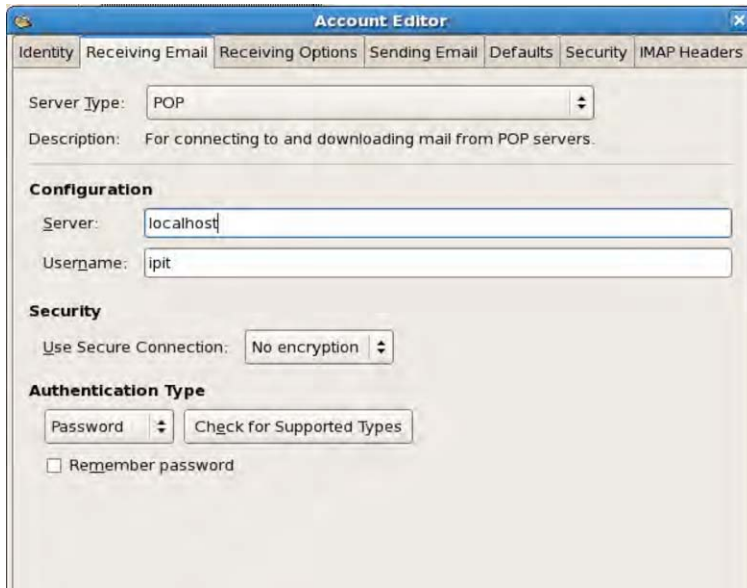 Account Editor
Identity Receiving Email Receiving Options Sending Email Defaults Security IMAP Headers
Server Type: POP
Description: For connecting to and downloading mail from POP servers.
Configuration
Server: localhost
Username: ipit
Security
Use Secure Connection: No encryption
Authentication Type
Password Check for Supported Types
Remember password